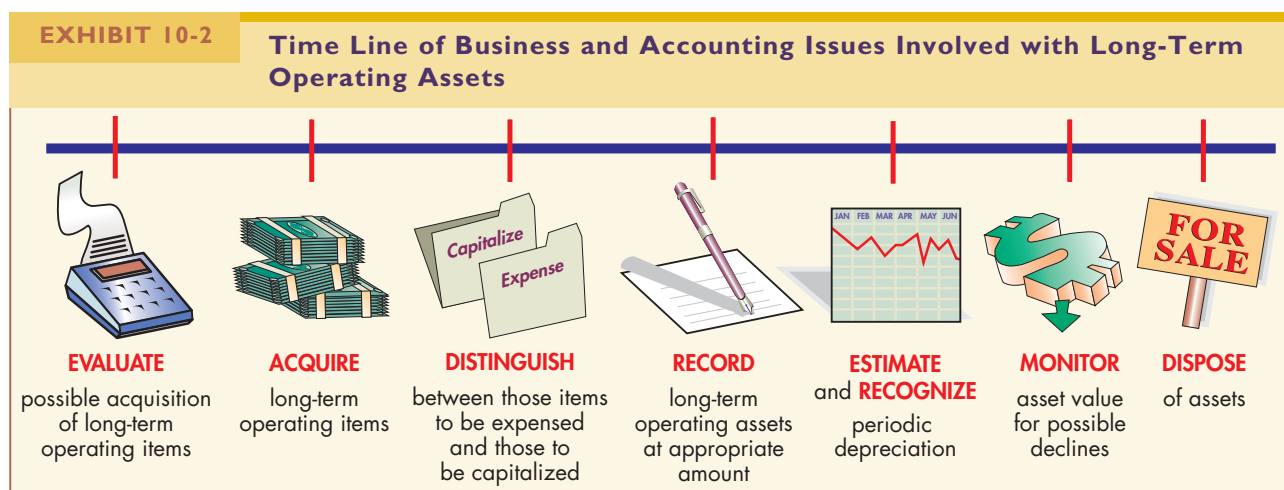 EXHIBIT 10-2
Time Line of Business and Accounting Issues Involved with Long-Term
Operating Assets
Capitalize
Expense
JAN FEB MAR APR MAY JUN
FOR
SALE
EVALUATE
possible acquisition
of long-term
operating items
ACQUIRE
long-term
operating items
DISTINGUISH
between those items
to be expensed
and those to
be capitalized
RECORD
long-term
operating assets
at appropriate
amount
ESTIMATE
and RECOGNIZE
periodic
depreciation
MONITOR
asset value
for possible
declines
DISPOSE
of assets